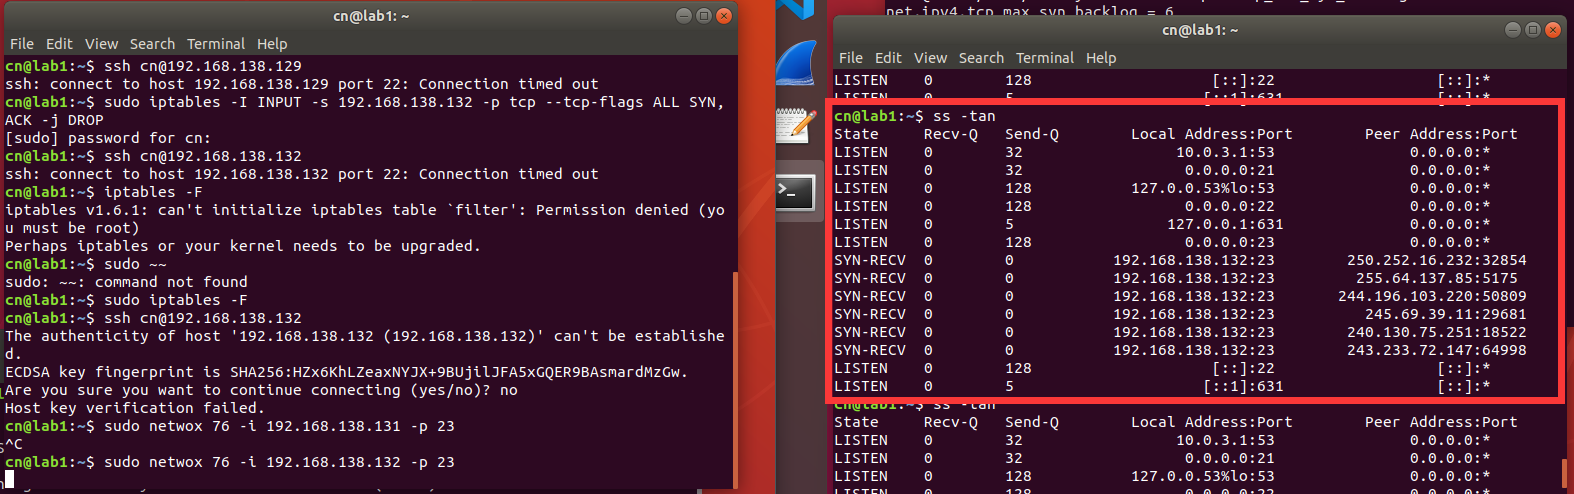 cn@lab1: ~
File Edit View Search Terminal Help
cn@lab1:~$ ssh cn@192.168.138.129
ssh: connect to host 192.168.138.129 port 22: Connection timed out
cn@lab1:~$ sudo iptables -I INPUT -s 192.168.138.132 -p tcp --tcp-flags ALL SYN,
ACK -j DROP
[sudo] password for cn:
cn@lab1:~$ ssh cn@192.168.138.132
ssh: connect to host 192.168.138.132 port 22: Connection timed out
cn@lab1:~$ iptables -F
iptables v1.6.1: can't initialize iptables table `filter': Permission denied (yo
u must be root)
Perhaps iptables or your kernel needs to be upgraded.
cn@lab1:~$ sudo ~~
sudo: ~~: command not found
cn@lab1:~$ sudo iptables -F
cn@lab1:~$ ssh cn@192.168.138.132
The authenticity of host '192.168.138.132 (192.168.138.132)' can't be establishe
d.
ECDSA key fingerprint is SHA256:HZx6KhLZeaxNYJX+9BUjilJFA5xGQER9BAsmardMzGw.
Are you sure you want to continue connecting (yes/no)? no
Host key verification failed.
cn@lab1:~$ sudo netwox 76 -i 192.168.138.131 -p 23
^C
cn@lab1:~$ sudo netwox 76 -i 192.168.138.132 -p 23
net.ipv4.tcp_max_syn_backlog = 6
cn@lab1: ~
File Edit View Search Terminal Help
LISTEN 0 128 [::]:22 [::]:*
LISTEN 0 5 [::1]:631 [::]:*
cn@lab1:~$ ss -tan
State Recv-Q Send-Q Local Address:Port Peer Address:Port
LISTEN 0 32 10.0.3.1:53 0.0.0.0:*
LISTEN 0 32 0.0.0.0:21 0.0.0.0:*
LISTEN 0 128 127.0.0.53%lo:53 0.0.0.0:*
LISTEN 0 128 0.0.0.0:22 0.0.0.0:*
LISTEN 0 5 127.0.0.1:631 0.0.0.0:*
LISTEN 0 128 0.0.0.0:23 0.0.0.0:*
SYN-RECV 0 0 192.168.138.132:23 250.252.16.232:32854
SYN-RECV 0 0 192.168.138.132:23 255.64.137.85:5175
SYN-RECV 0 0 192.168.138.132:23 244.196.103.220:50809
SYN-RECV 0 0 192.168.138.132:23 245.69.39.11:29681
SYN-RECV 0 0 192.168.138.132:23 240.130.75.251:18522
SYN-RECV 0 0 192.168.138.132:23 243.233.72.147:64998
LISTEN 0 128 [::]:22 [::]:*
LISTEN 0 5 [::1]:631 [::]:*
cn@lab1:~$ ss -tan
State Recv-Q Send-Q Local Address:Port Peer Address:Port
LISTEN 0 32 10.0.3.1:53 0.0.0.0:*
LISTEN 0 32 0.0.0.0:21 0.0.0.0:*
LISTEN 0 128 127.0.0.53%lo:53 0.0.0.0:*
LISTEN 0 128 0.0.0.0:22 0.0.0.0:*